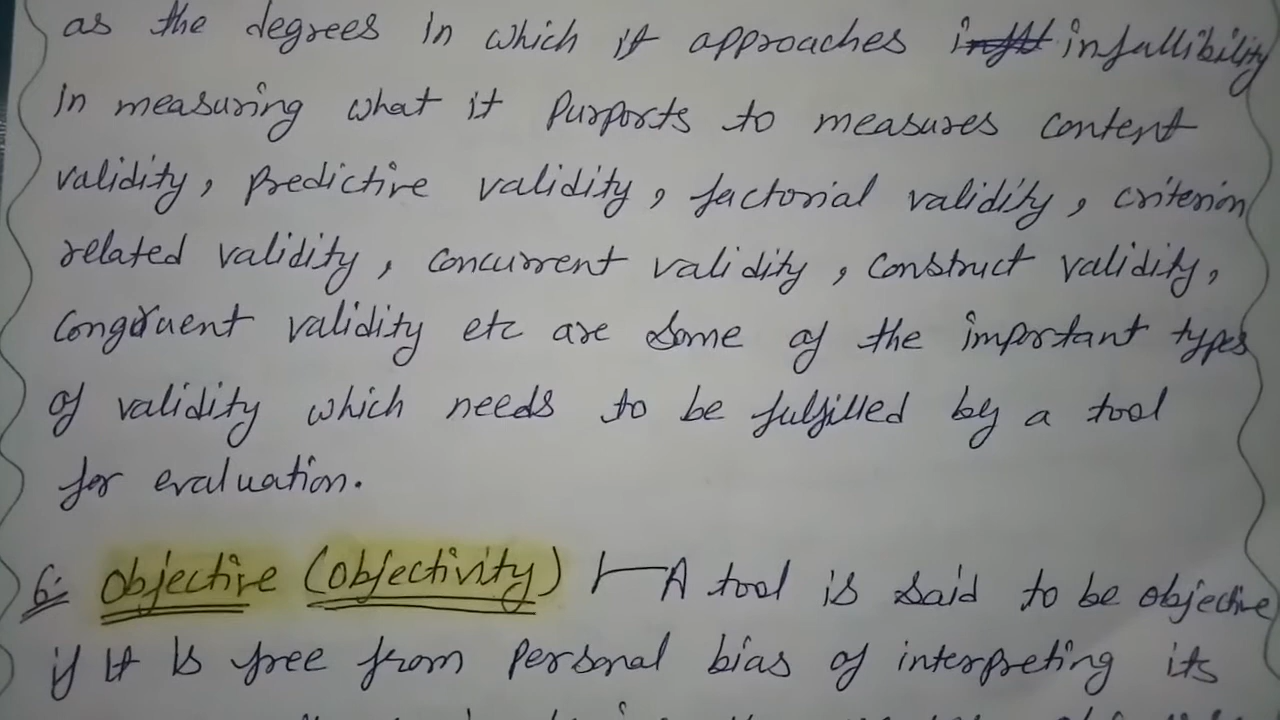 as the degrees in which it approaches infallibility
in measuring what it purports to measures content
validity, predictive validity, factorial validity, criterion
related validity, concurrent validity, construct validity,
congruent validity etc are some of the important types
of validity which needs to be fulfilled by a tool
for evaluation.
6. Objective (objectivity) :- A tool is said to be objective
if it is free from personal bias of interpreting its